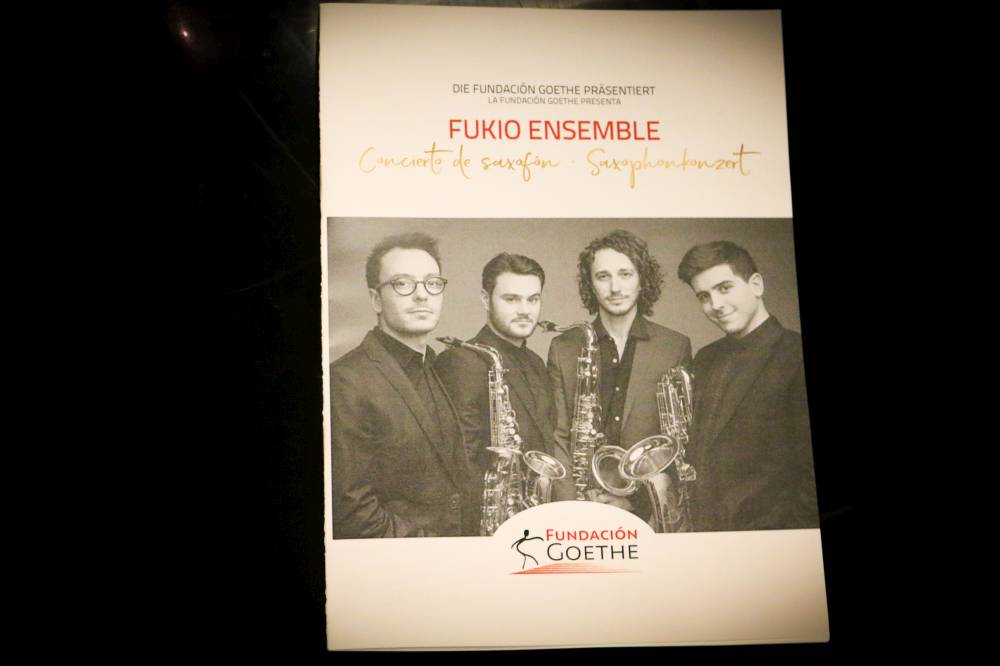 DIE FUNDACIÓN GOETHE PRÄSENTIERT
LA FUNDACIÓN GOETHE PRESENTA
FUKIO ENSEMBLE
Concierto de saxofón · Saxophonkonzert
FUNDACIÓN
GOETHE